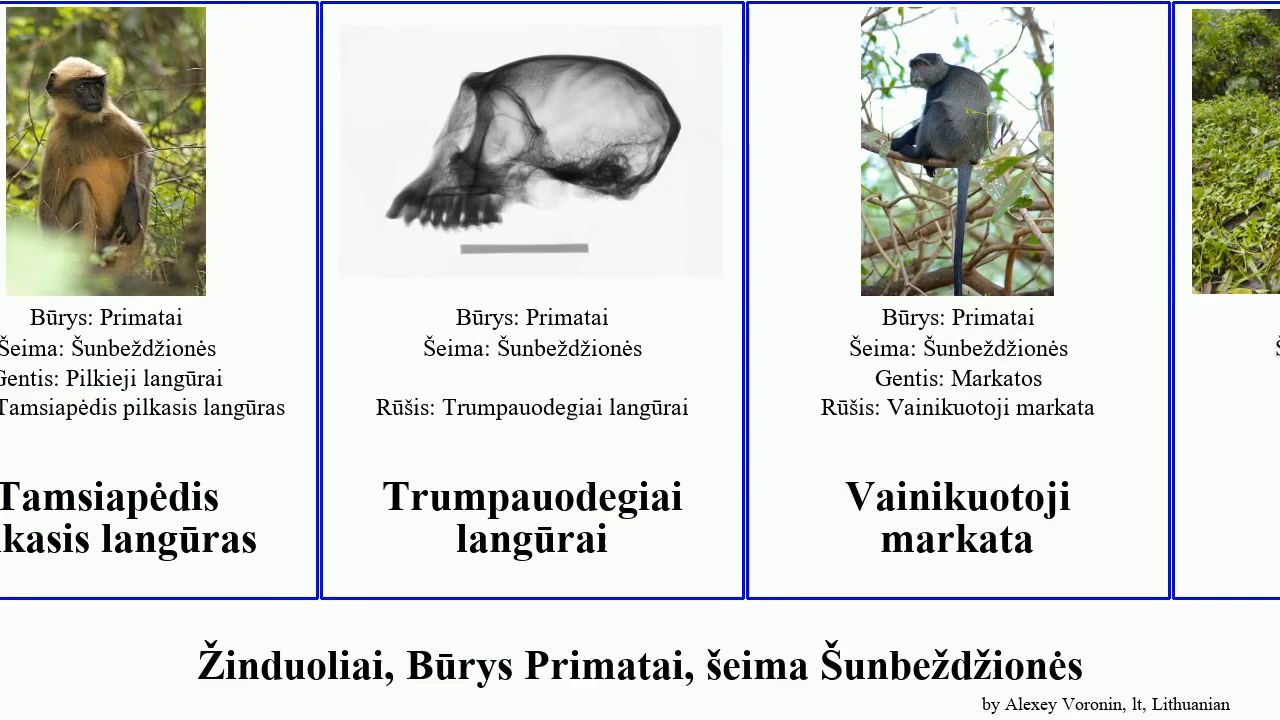 Būrys: Primatai
Šeima: Šunbeždžionės
Gentis: Pilkieji langūrai
Tamsiapėdis pilkasis langūras
Tamsiapėdis
kasis langūras
Būrys: Primatai
Šeima: Šunbeždžionės
Rūšis: Trumpauodegiai langūrai
Trumpauodegiai
langūrai
Būrys: Primatai
Šeima: Šunbeždžionės
Gentis: Markatos
Rūšis: Vainikuotoji markata
Vainikuotoji
markata
Žinduoliai, Būrys Primatai, šeima Šunbeždžionės
by Alexey Voronin, lt, Lithuanian